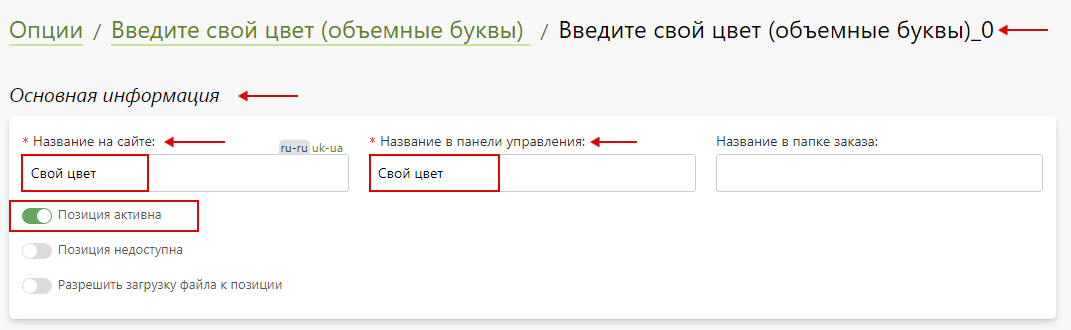 Опции / Введите свой цвет (объемные буквы) / Введите свой цвет (объемные буквы)_0
Основная информация
* Название на сайте: ru-ru uk-ua * Название в панели управления: Название в папке заказа:
Свой цвет Свой цвет
Позиция активна
Позиция недоступна
Разрешить загрузку файла к позиции